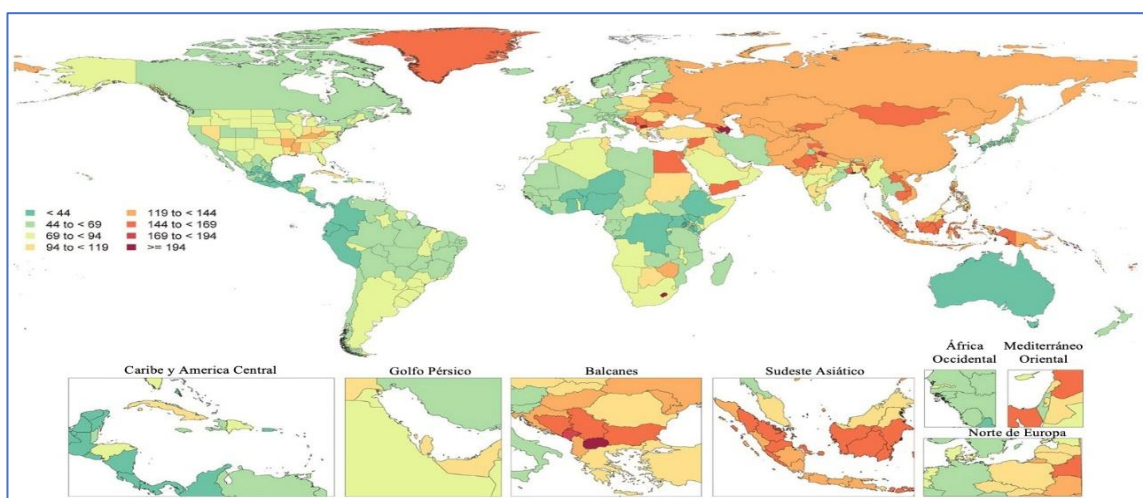 < 44
44 to < 69
69 to < 94
94 to < 119
119 to < 144
144 to < 169
169 to < 194
>= 194
Caribe y America Central
Golfo Pérsico
Balcanes
Sudeste Asiático
África
Occidental
Mediterráneo
Oriental
Norte de Europa